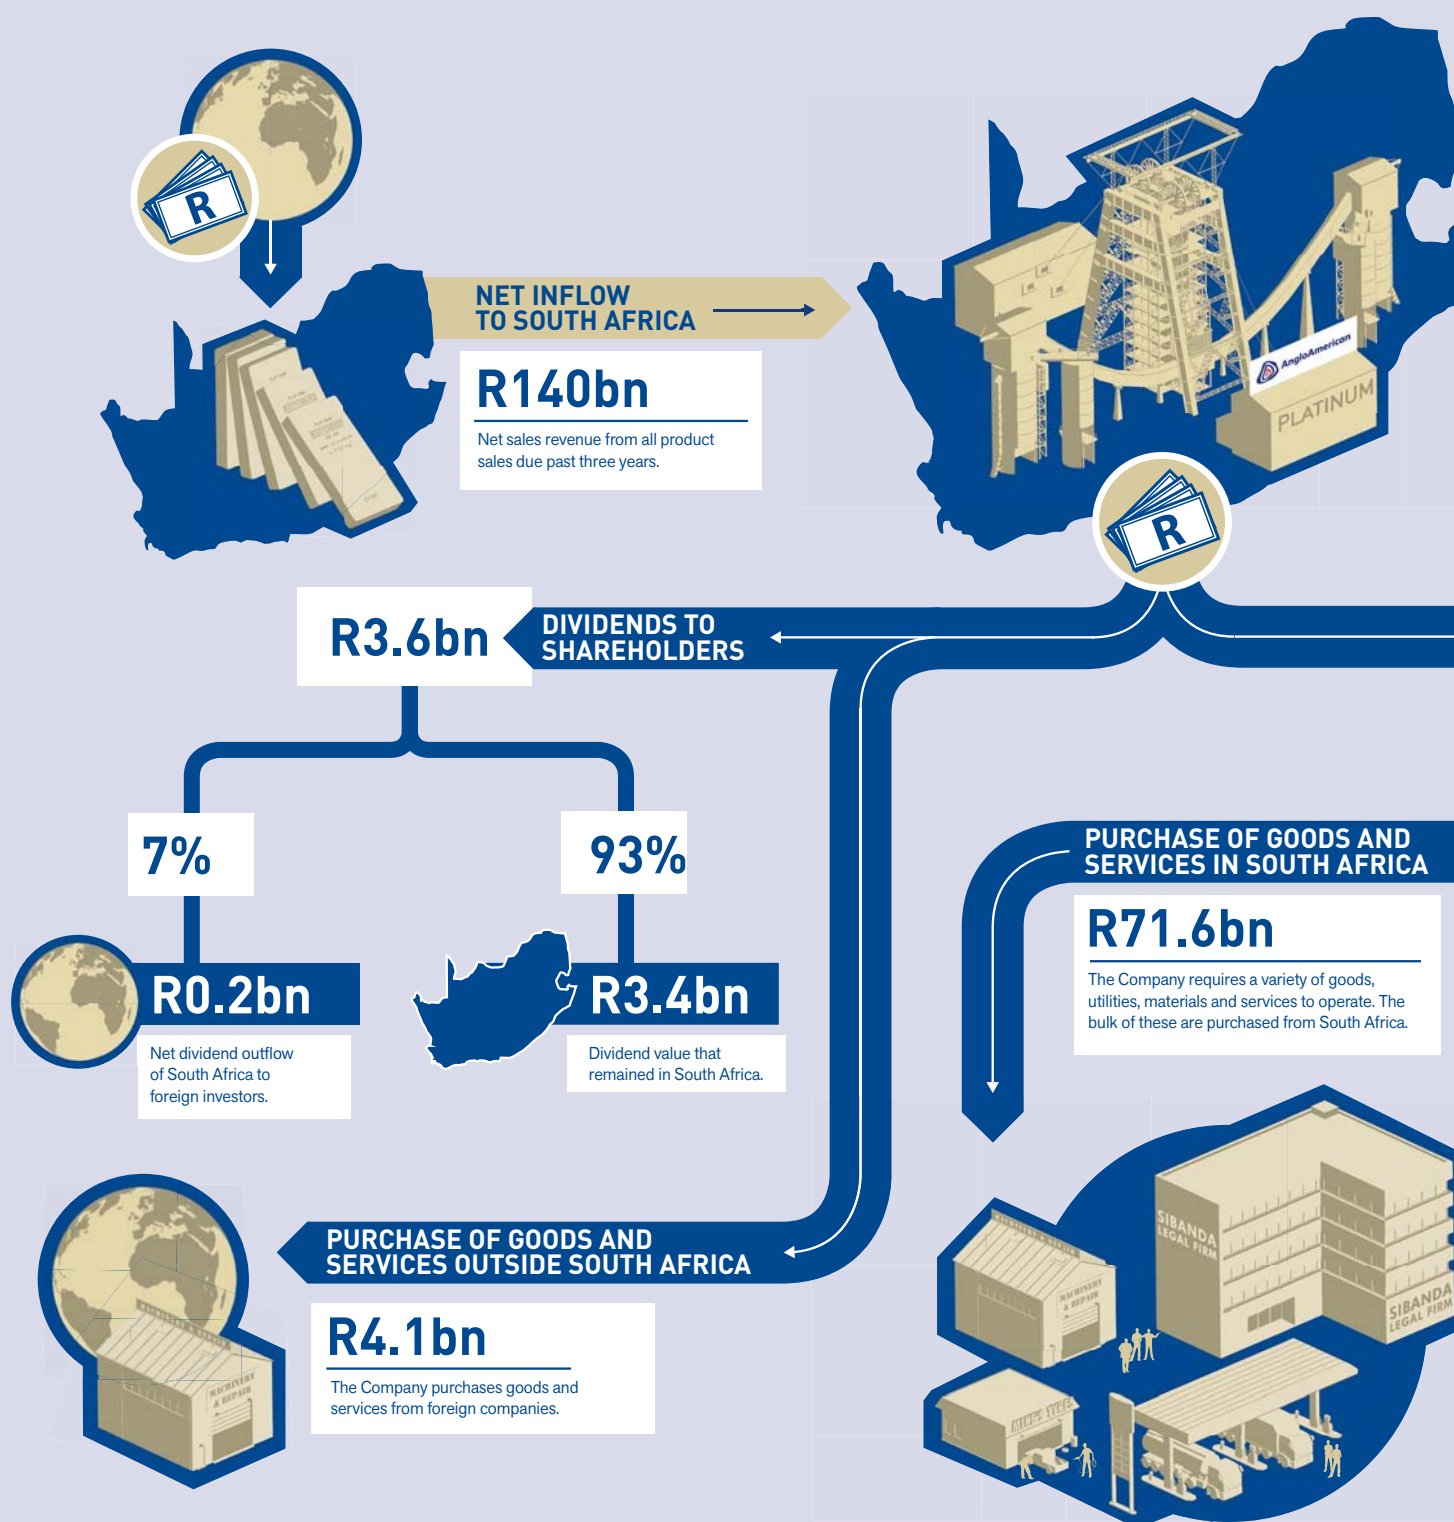 R
NET INFLOW
TO SOUTH AFRICA
R140bn
Net sales revenue from all product
sales due past three years.
AngloAmerican
PLATINUM
R
R3.6bn
DIVIDENDS TO
SHAREHOLDERS
7%
93%
R0.2bn
Net dividend outflow
of South Africa to
foreign investors.
R3.4bn
Dividend value that
remained in South Africa.
PURCHASE OF GOODS AND
SERVICES IN SOUTH AFRICA
R71.6bn
The Company requires a variety of goods,
utilities, materials and services to operate. The
bulk of these are purchased from South Africa.
PURCHASE OF GOODS AND
SERVICES OUTSIDE SOUTH AFRICA
R4.1bn
The Company purchases goods and
services from foreign companies.
MACHINERY & REPAIR
MACHINERY
& REPAIR
MACHINERY & REPAIR
MACHINERY
& REPAIR
SIBANDA
LEGAL FIRM
SIBANDA
LEGAL FIRM